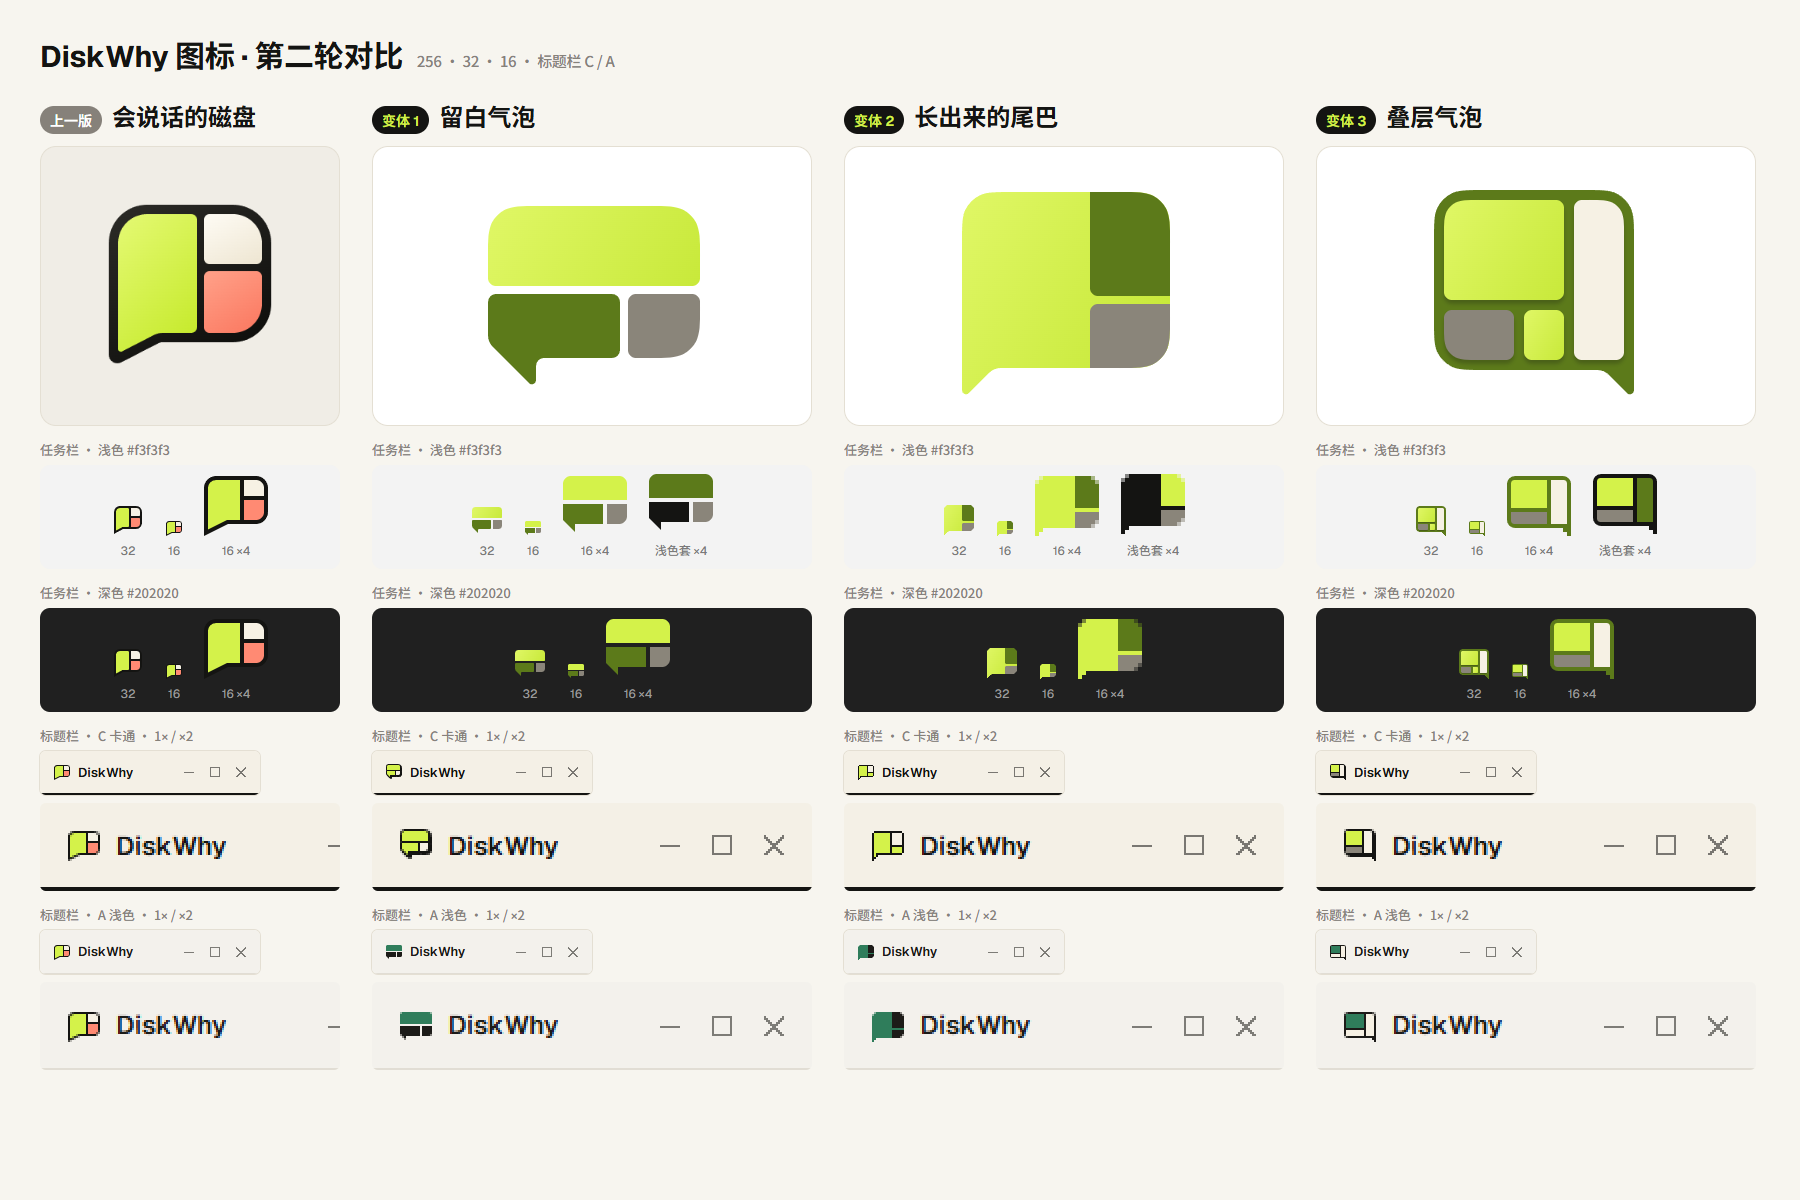 DiskWhy 图标 · 第二轮对比 256 · 32 · 16 · 标题栏 C / A
上一版 会说话的磁盘
任务栏 · 浅色 #f3f3f3
32 16 16 ×4
任务栏 · 深色 #202020
32 16 16 ×4
标题栏 · C 卡通 · 1× / ×2
DiskWhy
DiskWhy
标题栏 · A 浅色 · 1× / ×2
DiskWhy
DiskWhy
变体 1 留白气泡
任务栏 · 浅色 #f3f3f3
32 16 16 ×4 浅色套 ×4
任务栏 · 深色 #202020
32 16 16 ×4
标题栏 · C 卡通 · 1× / ×2
DiskWhy
DiskWhy
标题栏 · A 浅色 · 1× / ×2
DiskWhy
DiskWhy
变体 2 长出来的尾巴
任务栏 · 浅色 #f3f3f3
32 16 16 ×4 浅色套 ×4
任务栏 · 深色 #202020
32 16 16 ×4
标题栏 · C 卡通 · 1× / ×2
DiskWhy
DiskWhy
标题栏 · A 浅色 · 1× / ×2
DiskWhy
DiskWhy
变体 3 叠层气泡
任务栏 · 浅色 #f3f3f3
32 16 16 ×4 浅色套 ×4
任务栏 · 深色 #202020
32 16 16 ×4
标题栏 · C 卡通 · 1× / ×2
DiskWhy
DiskWhy
标题栏 · A 浅色 · 1× / ×2
DiskWhy
DiskWhy